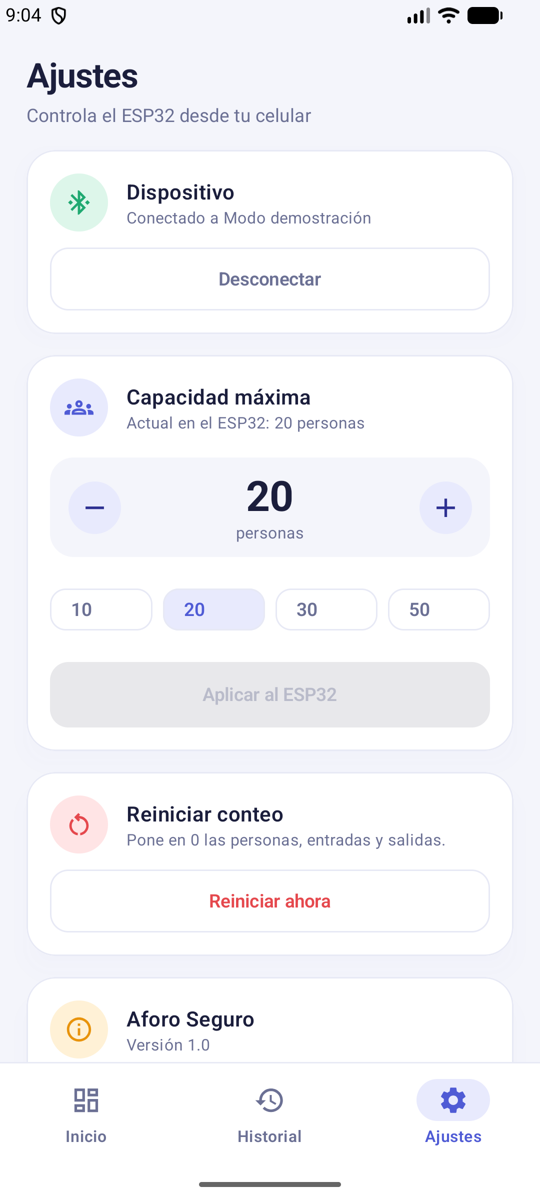 9:04
Ajustes
Controla el ESP32 desde tu celular
Dispositivo
Conectado a Modo demostración
Desconectar
Capacidad máxima
Actual en el ESP32: 20 personas
20
personas
10 20 30 50
Aplicar al ESP32
Reiniciar conteo
Pone en 0 las personas, entradas y salidas.
Reiniciar ahora
Aforo Seguro
Versión 1.0
Inicio Historial Ajustes